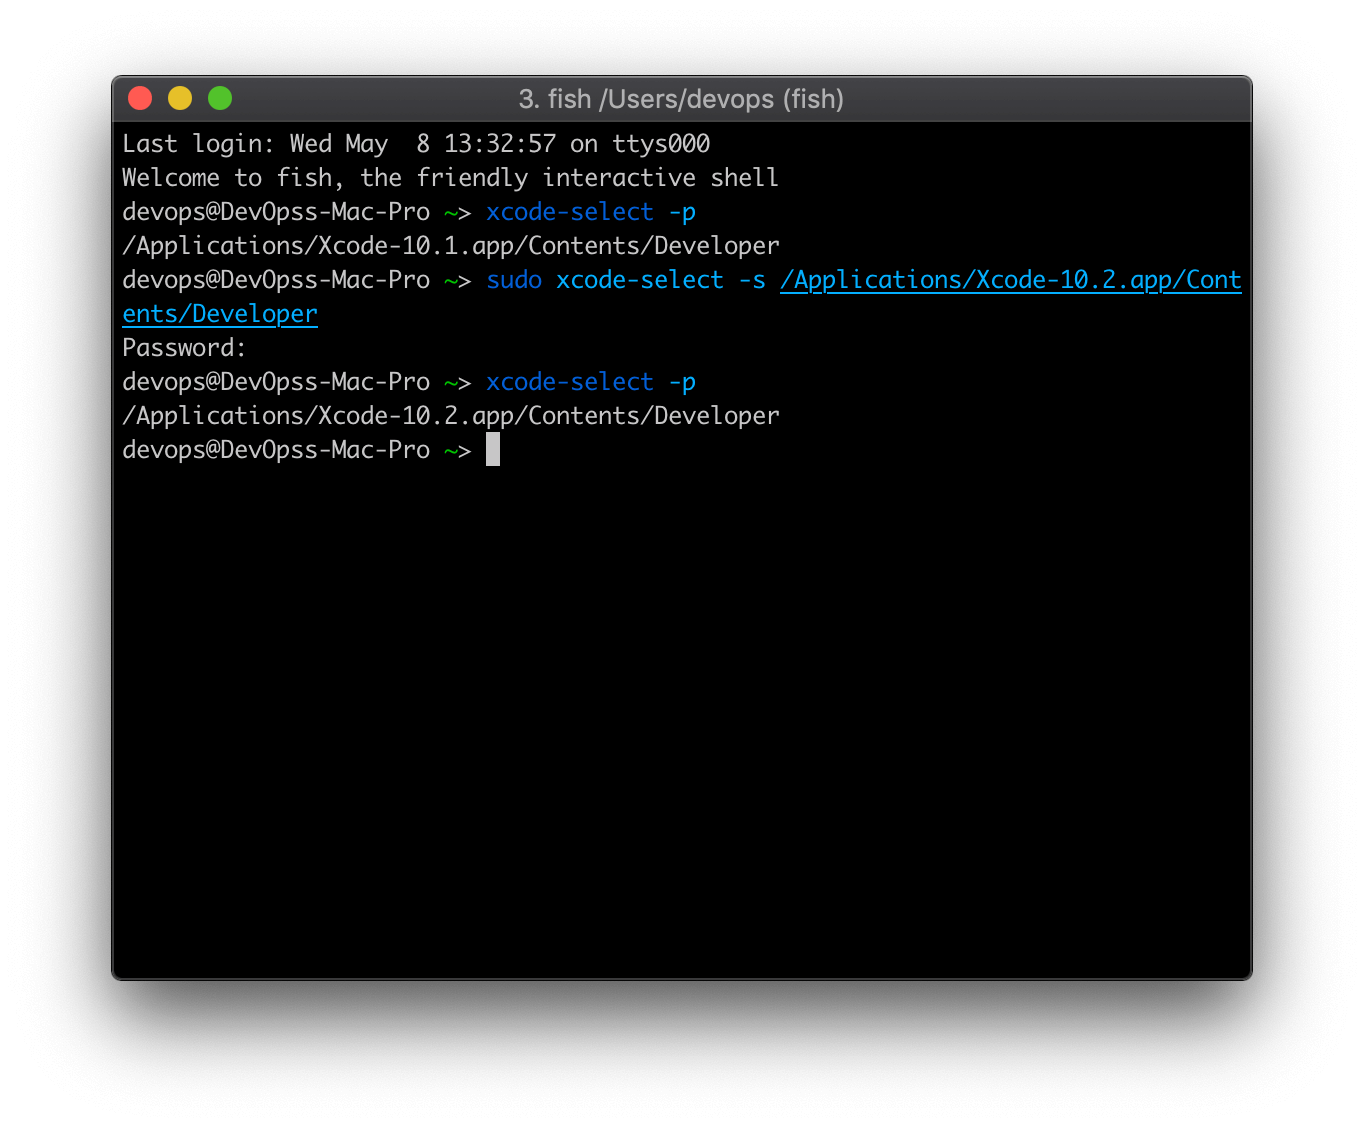 3. fish /Users/devops (fish)
Last login: Wed May  8 13:32:57 on ttys000
Welcome to fish, the friendly interactive shell
devops@DevOpss-Mac-Pro ~> xcode-select -p
/Applications/Xcode-10.1.app/Contents/Developer
devops@DevOpss-Mac-Pro ~> sudo xcode-select -s /Applications/Xcode-10.2.app/Cont
ents/Developer
Password:
devops@DevOpss-Mac-Pro ~> xcode-select -p
/Applications/Xcode-10.2.app/Contents/Developer
devops@DevOpss-Mac-Pro ~>